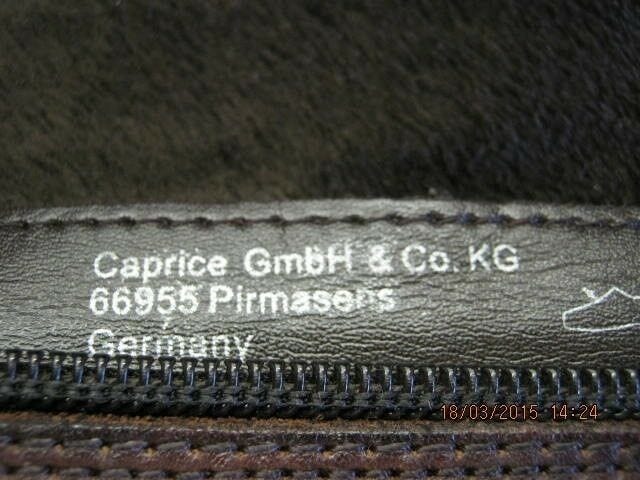 Caprice GmbH & Co. KG
66955 Pirmasens
Germany
18/03/2015 14:24